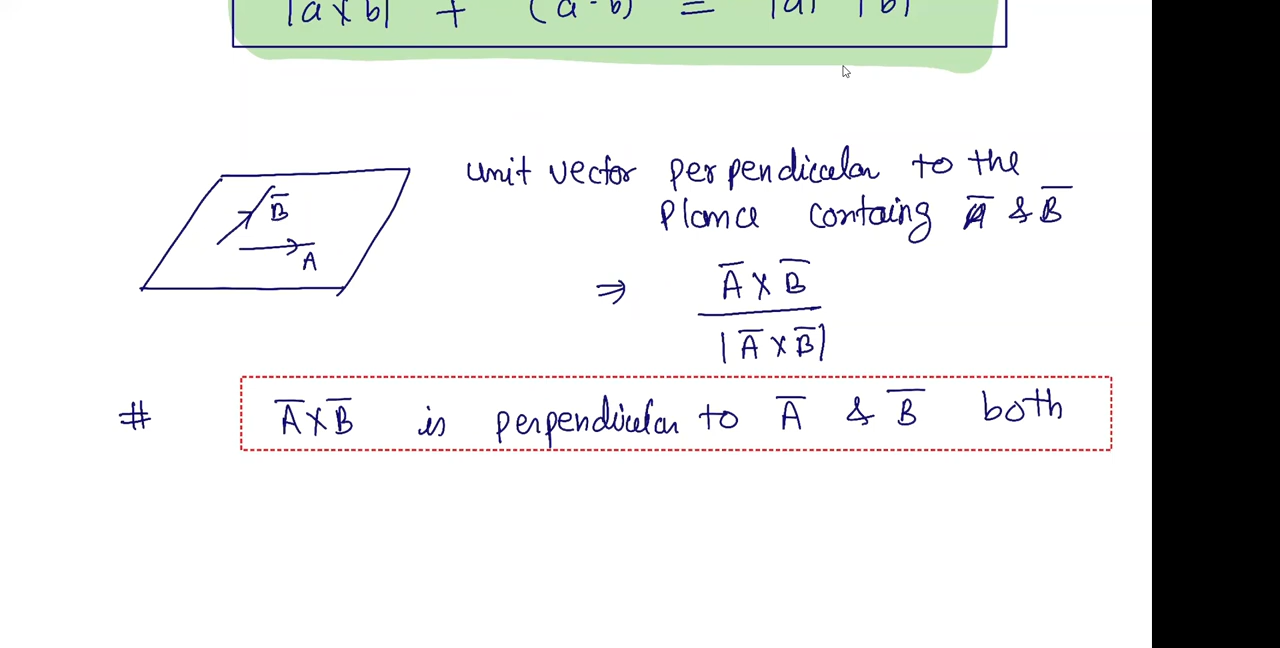 |a×b| + (a·b) = |a| |b|
unit vector perpendicular to the
B̅
Plance containg A̅ & B̅
A
⇒ A̅ × B̅
|A̅ × B̅|
# A̅×B̅ is perpendicular to A̅ & B̅ both